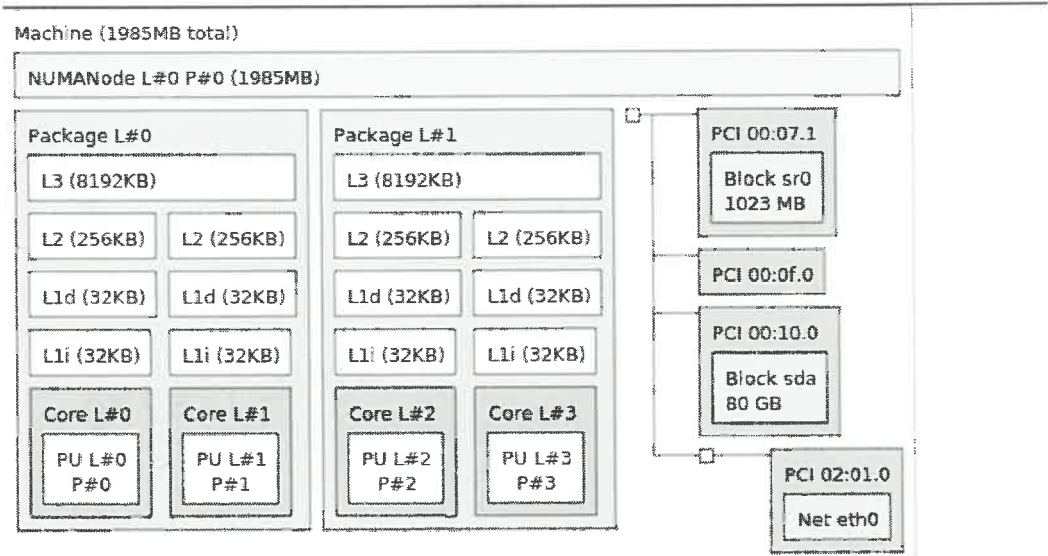 Machine (1985MB total)
NUMANode L#0 P#0 (1985MB)
Package L#0
L3 (8192KB)
L2 (256KB) L2 (256KB)
L1d (32KB) L1d (32KB)
L1i (32KB) L1i (32KB)
Core L#0 Core L#1
PU L#0 PU L#1
P#0 P#1
Package L#1
L3 (8192KB)
L2 (256KB) L2 (256KB)
L1d (32KB) L1d (32KB)
L1i (32KB) L1i (32KB)
Core L#2 Core L#3
PU L#2 PU L#3
P#2 P#3
PCI 00:07.1
Block sr0
1023 MB
PCI 00:0f.0
PCI 00:10.0
Block sda
80 GB
PCI 02:01.0
Net eth0